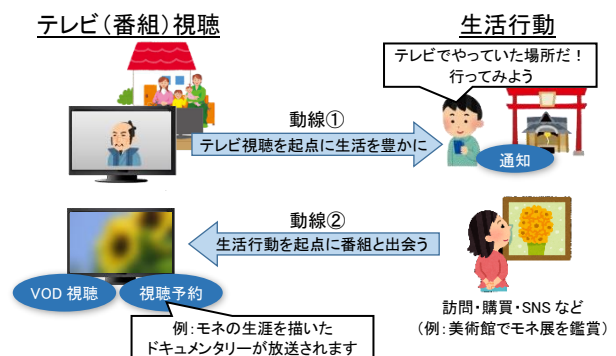 テレビ(番組)視聴
生活行動
テレビでやっていた場所だ!
行ってみよう
動線①
テレビ視聴を起点に生活を豊かに
通知
動線②
生活行動を起点に番組と出会う
VOD 視聴
視聴予約
訪問・購買・SNS など
(例:美術館でモネ展を鑑賞)
例:モネの生涯を描いた
ドキュメンタリーが放送されます